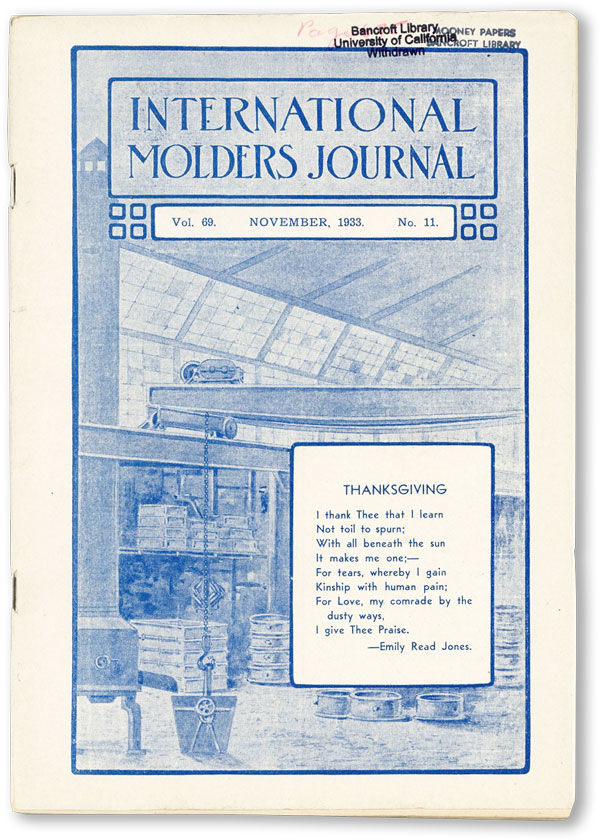 Bancroft Library
University of California
Withdrawn
MOONEY PAPERS
BANCROFT LIBRARY
INTERNATIONAL
MOLDERS JOURNAL
Vol. 69. NOVEMBER, 1933. No. 11.
THANKSGIVING
I thank Thee that I learn
Not toil to spurn;
With all beneath the sun
It makes me one;—
For tears, whereby I gain
Kinship with human pain;
For Love, my comrade by the
dusty ways,
I give Thee Praise.
—Emily Read Jones.